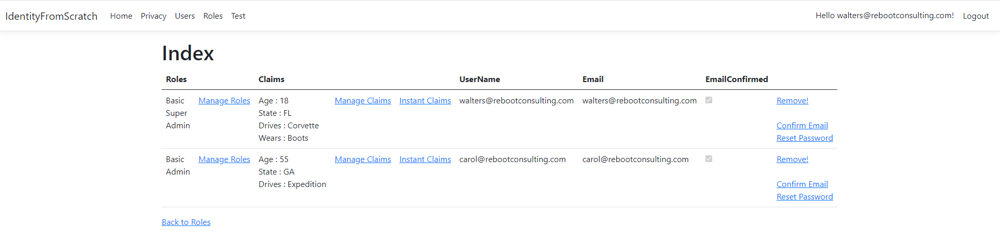 IdentityFromScratch Home Privacy Users Roles Test Hello walters@rebootconsulting.com! Logout
Index
Roles Claims UserName Email EmailConfirmed
Basic Manage Roles Age : 18 Manage Claims Instant Claims walters@rebootconsulting.com walters@rebootconsulting.com Remove!
Super State : FL
Admin Drives : Corvette Confirm Email
Wears : Boots Reset Password
Basic Manage Roles Age : 55 Manage Claims Instant Claims carol@rebootconsulting.com carol@rebootconsulting.com Remove!
Admin State : GA
Drives : Expedition Confirm Email
Reset Password
Back to Roles